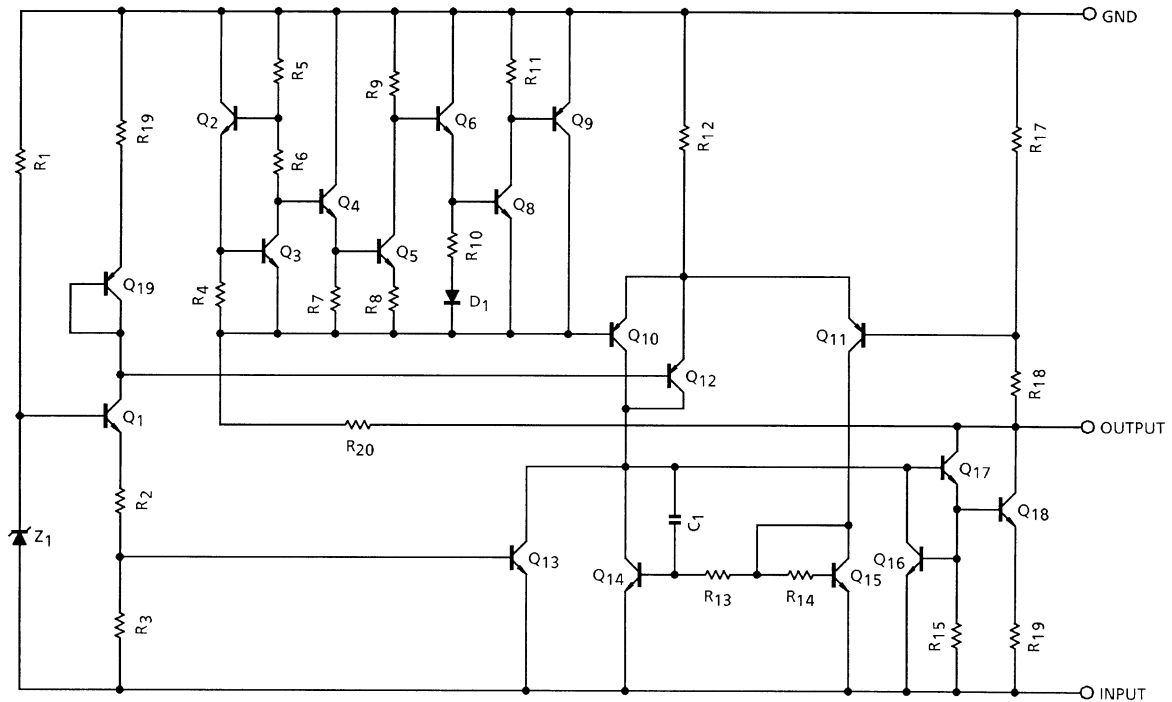 GND
R5
R9
R11
Q2
Q6
Q9
R19
R12
R17
R1
R6
Q4
Q8
Q3
Q5
R10
Q19
R4
R7
R8
D1
Q10
Q11
Q12
R18
Q1
OUTPUT
R20
Q17
R2
Q18
C1
Z1
Q13
Q14
Q16
Q15
R13
R14
R3
R15
R19
INPUT